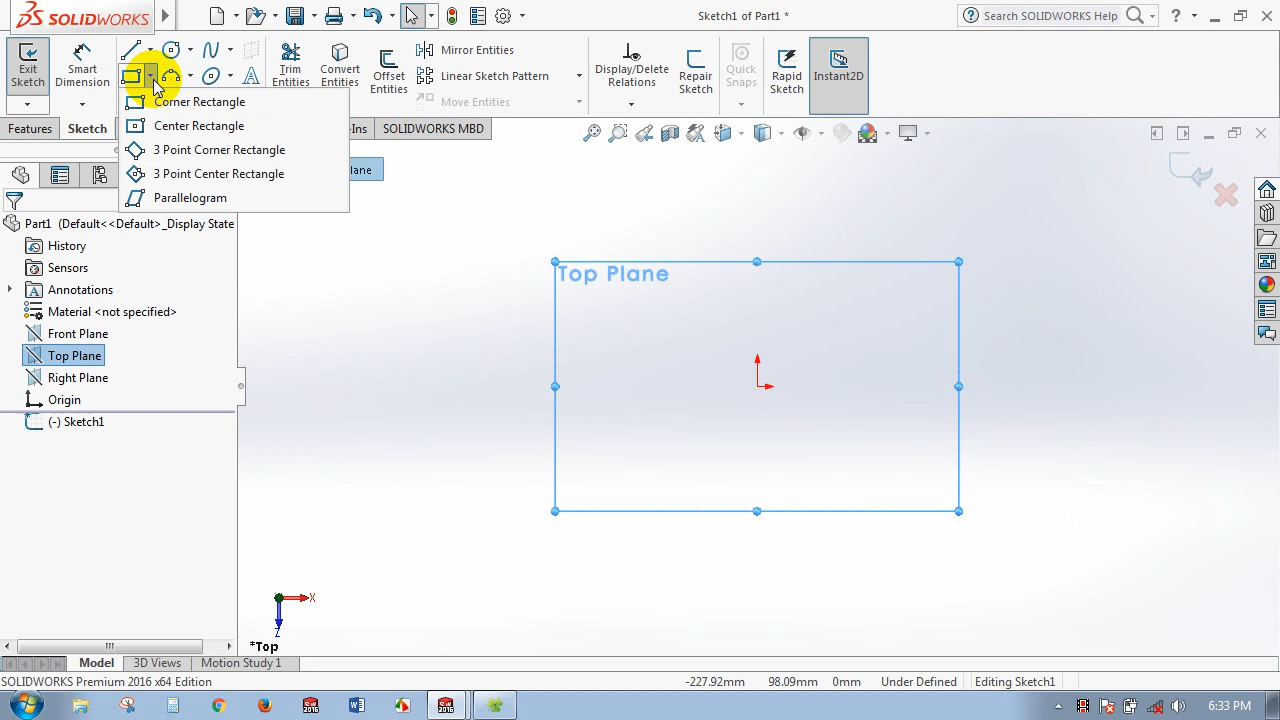 SOLIDWORKS
Sketch1 of Part1 *
Search SOLIDWORKS Help
?
Exit Sketch
Smart Dimension
Trim Entities
Convert Entities
Offset Entities
Mirror Entities
Linear Sketch Pattern
Move Entities
Display/Delete Relations
Repair Sketch
Quick Snaps
Rapid Sketch
Instant2D
Corner Rectangle
Center Rectangle
3 Point Corner Rectangle
3 Point Center Rectangle
Parallelogram
Features
Sketch
-Ins
SOLIDWORKS MBD
lane
Part1 (Default<<Default>_Display State
History
Sensors
Annotations
Material <not specified>
Front Plane
Top Plane
Right Plane
Origin
(-) Sketch1
Top Plane
X
Z
*Top
Model
3D Views
Motion Study 1
SOLIDWORKS Premium 2016 x64 Edition
-227.92mm
98.09mm
0mm
Under Defined
Editing Sketch1
6:33 PM